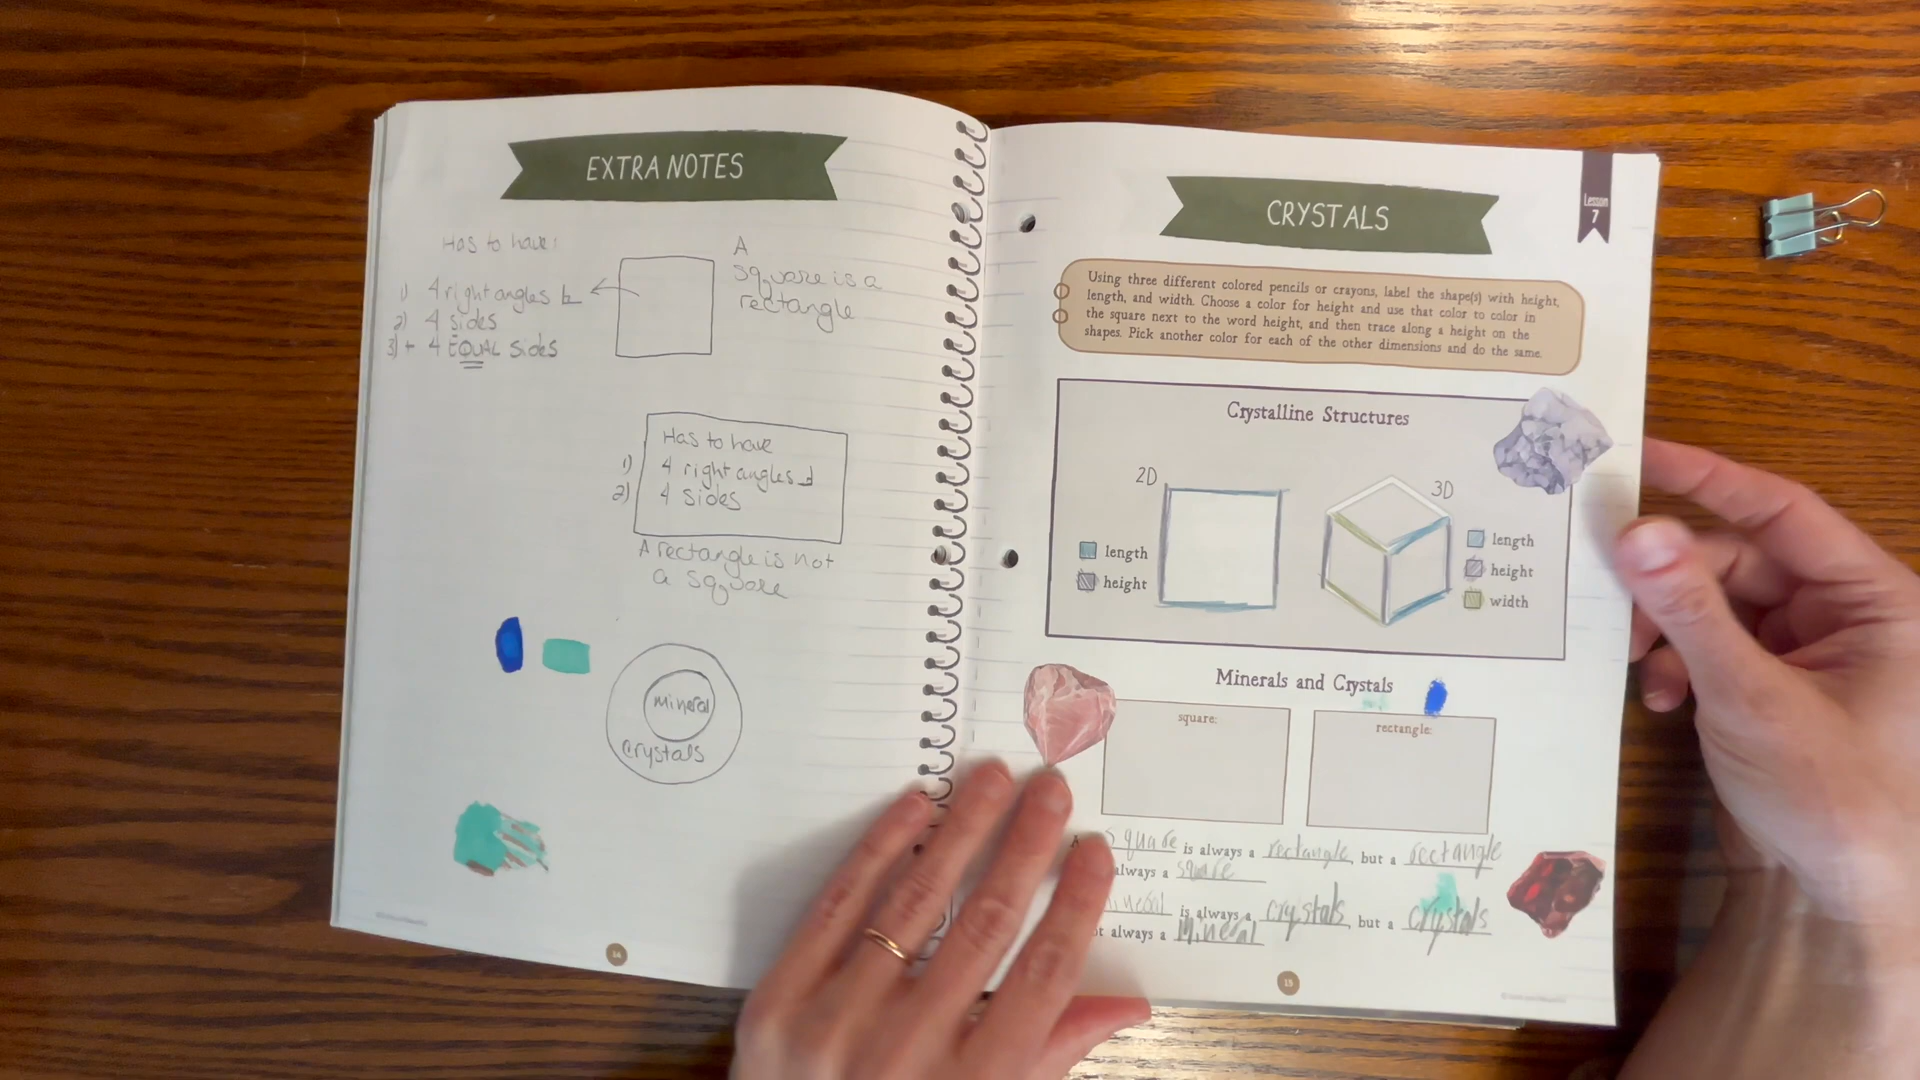 EXTRA NOTES
Has to have:
1) 4 right angles
2) 4 sides
3) + 4 EQUAL sides
A
square is a
rectangle
Has to have
1) 4 right angles
2) 4 sides
A rectangle is not
a square
mineral
crystals
14
Lesson
7
CRYSTALS
Using three different colored pencils or crayons, label the shape(s) with height,
length, and width. Choose a color for height and use that color to color in
the square next to the word height, and then trace along a height on the
shapes. Pick another color for each of the other dimensions and do the same.
Crystalline Structures
2D
length
height
3D
length
height
width
Minerals and Crystals
square:
rectangle:
square is always a rectangle, but a rectangle
always a square
mineral is always a crystals, but a crystals
always a Mineral
15